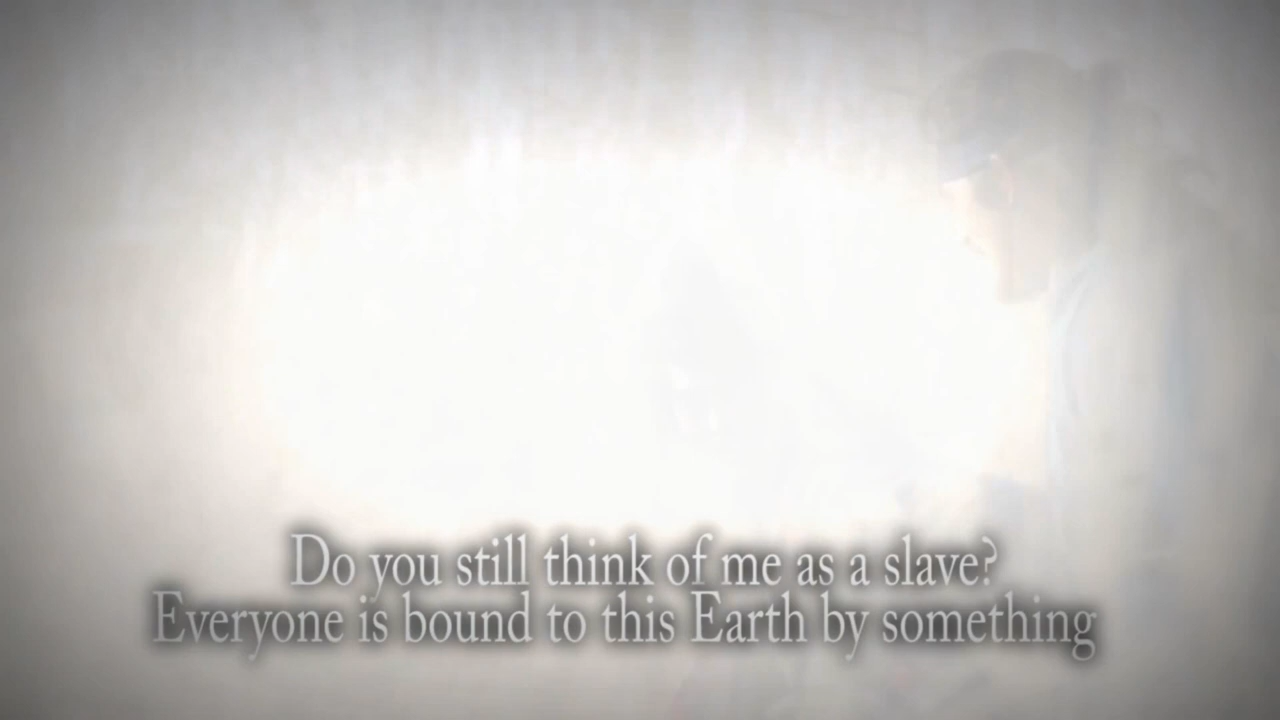 Do you still think of me as a slave?
Everyone is bound to this Earth by something